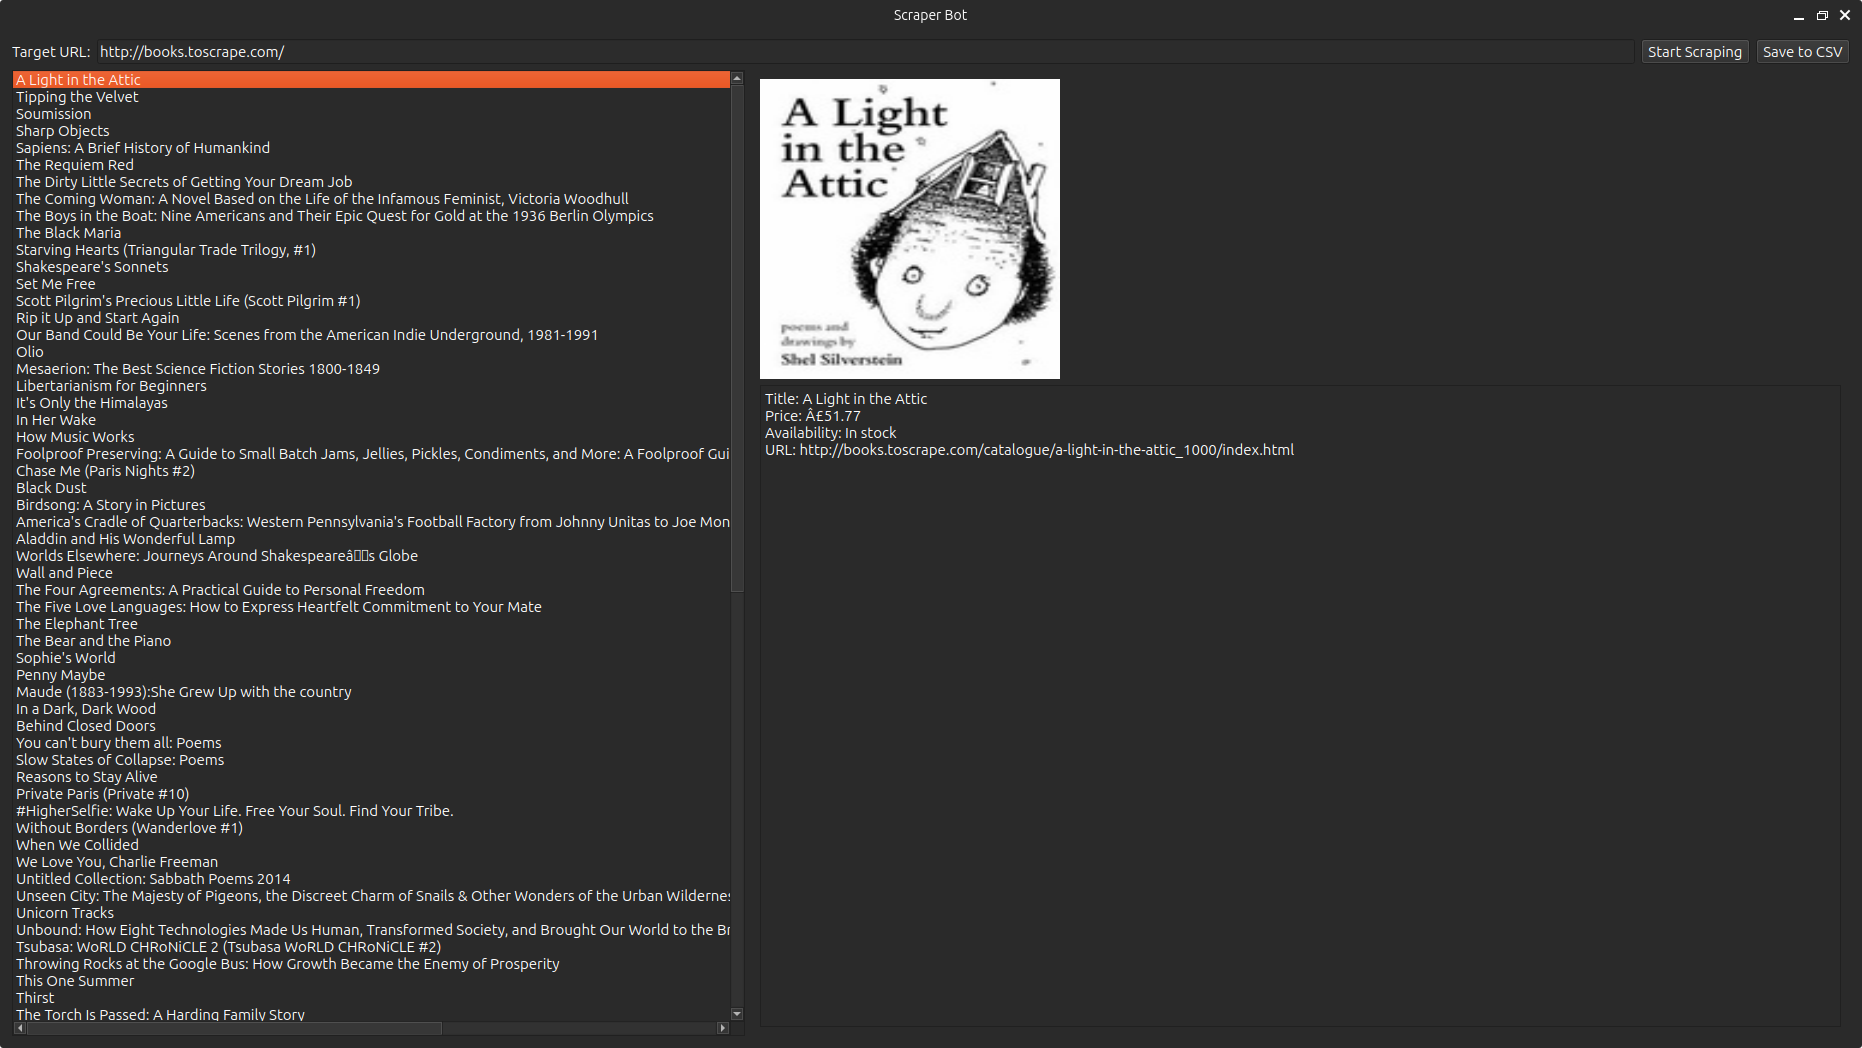 Scraper Bot
Target URL: http://books.toscrape.com/
Start Scraping
Save to CSV
A Light in the Attic
Tipping the Velvet
Soumission
Sharp Objects
Sapiens: A Brief History of Humankind
The Requiem Red
The Dirty Little Secrets of Getting Your Dream Job
The Coming Woman: A Novel Based on the Life of the Infamous Feminist, Victoria Woodhull
The Boys in the Boat: Nine Americans and Their Epic Quest for Gold at the 1936 Berlin Olympics
The Black Maria
Starving Hearts (Triangular Trade Trilogy, #1)
Shakespeare's Sonnets
Set Me Free
Scott Pilgrim's Precious Little Life (Scott Pilgrim #1)
Rip it Up and Start Again
Our Band Could Be Your Life: Scenes from the American Indie Underground, 1981-1991
Olio
Mesaerion: The Best Science Fiction Stories 1800-1849
Libertarianism for Beginners
It's Only the Himalayas
In Her Wake
How Music Works
Foolproof Preserving: A Guide to Small Batch Jams, Jellies, Pickles, Condiments, and More: A Foolproof Gui
Chase Me (Paris Nights #2)
Black Dust
Birdsong: A Story in Pictures
America's Cradle of Quarterbacks: Western Pennsylvania's Football Factory from Johnny Unitas to Joe Mon
Aladdin and His Wonderful Lamp
Worlds Elsewhere: Journeys Around Shakespeareâ▯▯s Globe
Wall and Piece
The Four Agreements: A Practical Guide to Personal Freedom
The Five Love Languages: How to Express Heartfelt Commitment to Your Mate
The Elephant Tree
The Bear and the Piano
Sophie's World
Penny Maybe
Maude (1883-1993):She Grew Up with the country
In a Dark, Dark Wood
Behind Closed Doors
You can't bury them all: Poems
Slow States of Collapse: Poems
Reasons to Stay Alive
Private Paris (Private #10)
#HigherSelfie: Wake Up Your Life. Free Your Soul. Find Your Tribe.
Without Borders (Wanderlove #1)
When We Collided
We Love You, Charlie Freeman
Untitled Collection: Sabbath Poems 2014
Unseen City: The Majesty of Pigeons, the Discreet Charm of Snails & Other Wonders of the Urban Wildernes
Unicorn Tracks
Unbound: How Eight Technologies Made Us Human, Transformed Society, and Brought Our World to the Br
Tsubasa: WoRLD CHRoNiCLE 2 (Tsubasa WoRLD CHRoNiCLE #2)
Throwing Rocks at the Google Bus: How Growth Became the Enemy of Prosperity
This One Summer
Thirst
The Torch Is Passed: A Harding Family Story
A Light
in the
Attic
poems and
drawings by
Shel Silverstein
Title: A Light in the Attic
Price: Â£51.77
Availability: In stock
URL: http://books.toscrape.com/catalogue/a-light-in-the-attic_1000/index.html